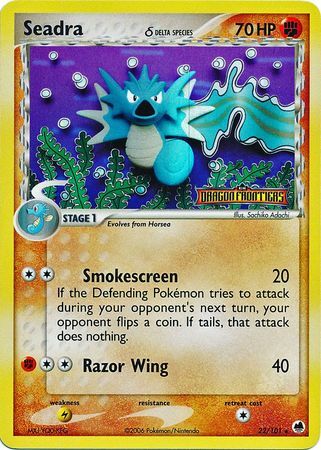 Seadra δ DELTA SPECIES 70 HP
DRAGON FRONTIERS
Illus. Sachiko Adachi
STAGE 1
Evolves from Horsea
Smokescreen 20
If the Defending Pokémon tries to attack
during your opponent's next turn, your
opponent flips a coin. If tails, that attack
does nothing.
Razor Wing 40
weakness resistance retreat cost
©2006 Pokémon/Nintendo 22/101